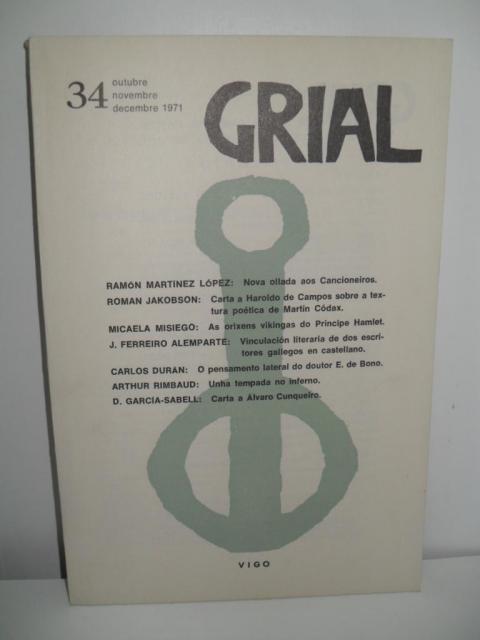 34
outubre
novembre
decembre 1971
GRIAL
RAMÓN MARTINEZ LÓPEZ: Nova ollada aos Cancioneiros.
ROMAN JAKOBSON: Carta a Haroldo de Campos sobre a tex-
tura poética de Martín Códax.
MICAELA MISIEGO: As orixens vikingas do Principe Hamlet.
J. FERREIRO ALEMPARTE: Vinculación literaria de dos escri-
tores gallegos en castellano.
CARLOS DURÁN: O pensamento lateral do doutor E. de Bono.
ARTHUR RIMBAUD: Unha tempada no inferno.
D. GARCÍA-SABELL: Carta a Álvaro Cunqueiro.
VIGO